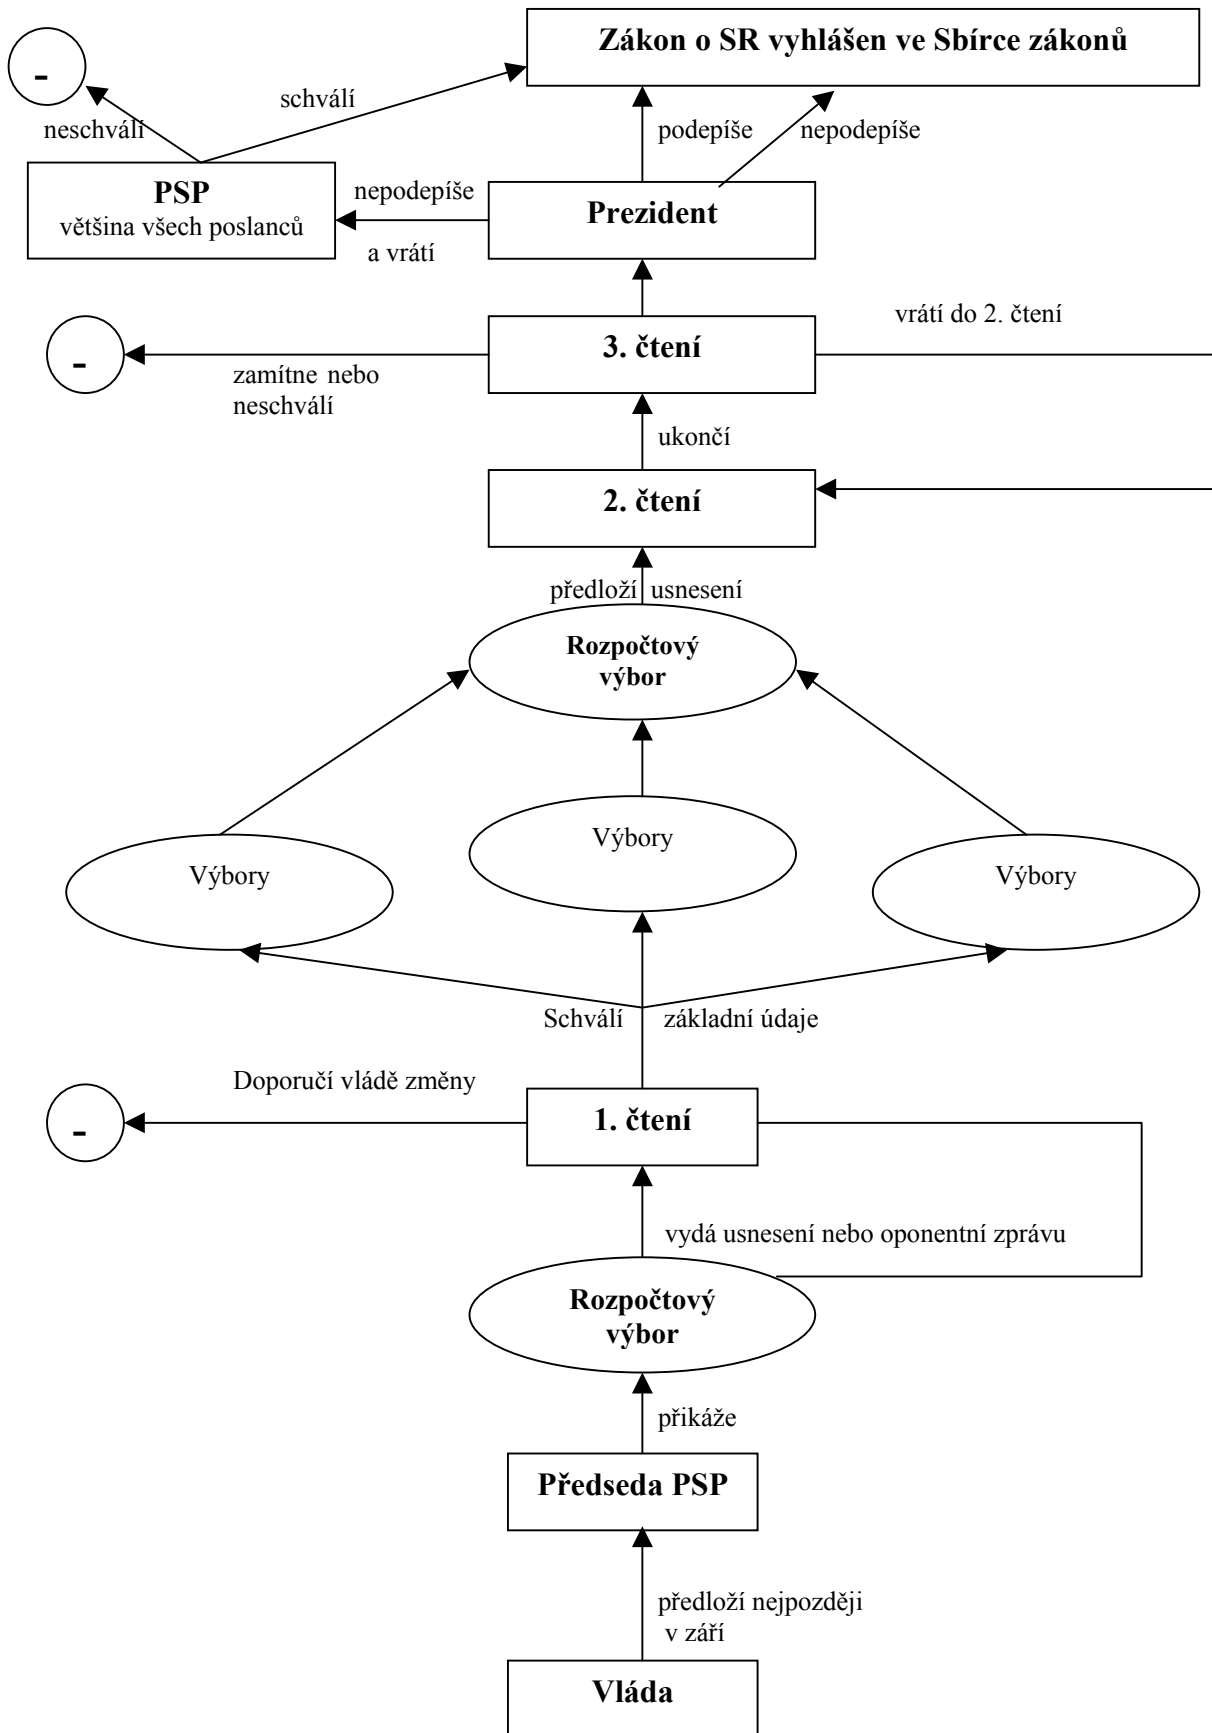 Zákon o SR vyhlášen ve Sbírce zákonů
-
schválí
neschválí
podepíše
nepodepíše
PSP
většina všech poslanců
nepodepíše
a vrátí
Prezident
vrátí do 2. čtení
3. čtení
-
zamítne nebo
neschválí
ukončí
2. čtení
předloží usnesení
Rozpočtový
výbor
Výbory
Výbory
Výbory
Schválí základní údaje
Doporučí vládě změny
-
1. čtení
vydá usnesení nebo oponentní zprávu
Rozpočtový
výbor
přikáže
Předseda PSP
předloží nejpozději
v září
Vláda